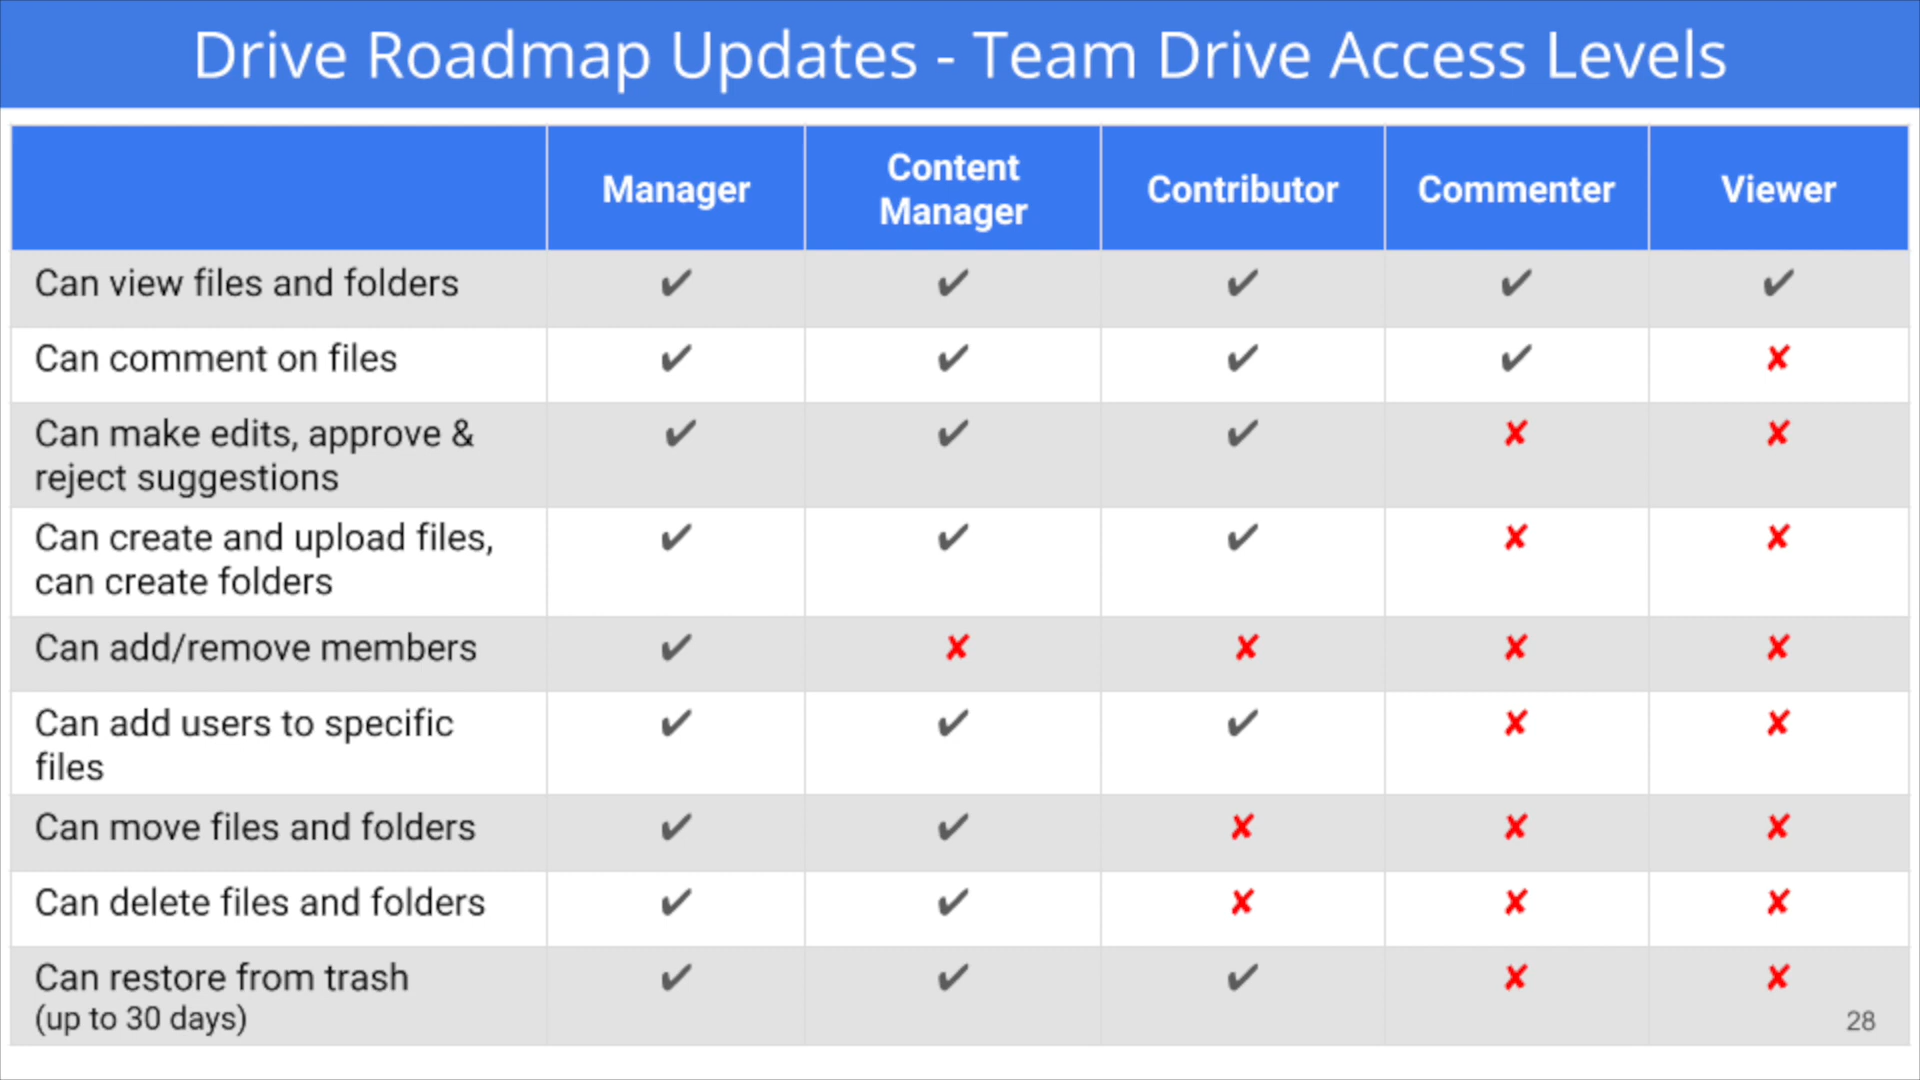 Drive Roadmap Updates - Team Drive Access Levels
Manager
Content
Manager
Contributor
Commenter
Viewer
Can view files and folders ✔ ✔ ✔ ✔ ✔
Can comment on files ✔ ✔ ✔ ✔ ✘
Can make edits, approve & ✔ ✔ ✔ ✘ ✘
reject suggestions
Can create and upload files, ✔ ✔ ✔ ✘ ✘
can create folders
Can add/remove members ✔ ✘ ✘ ✘ ✘
Can add users to specific ✔ ✔ ✔ ✘ ✘
files
Can move files and folders ✔ ✔ ✘ ✘ ✘
Can delete files and folders ✔ ✔ ✘ ✘ ✘
Can restore from trash ✔ ✔ ✔ ✘ ✘
(up to 30 days)
28